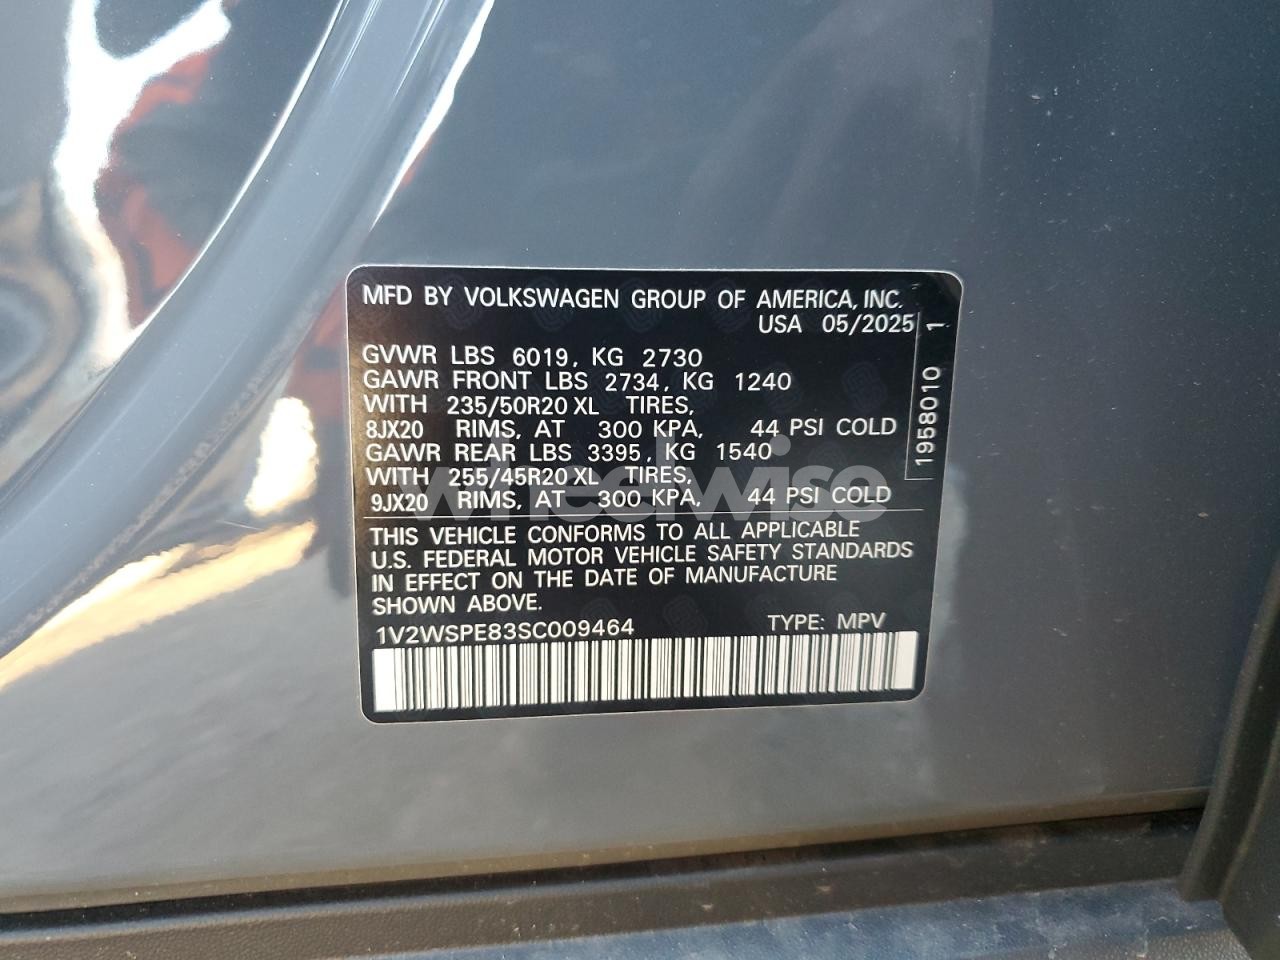 MFD BY VOLKSWAGEN GROUP OF AMERICA, INC.
USA 05/2025
GVWR LBS 6019, KG 2730
GAWR FRONT LBS 2734, KG 1240
WITH 235/50R20 XL TIRES,
8JX20 RIMS, AT 300 KPA, 44 PSI COLD
GAWR REAR LBS 3395, KG 1540
WITH 255/45R20 XL TIRES,
9JX20 RIMS, AT 300 KPA, 44 PSI COLD
THIS VEHICLE CONFORMS TO ALL APPLICABLE
U.S. FEDERAL MOTOR VEHICLE SAFETY STANDARDS
IN EFFECT ON THE DATE OF MANUFACTURE
SHOWN ABOVE.
1V2WSPE83SC009464 TYPE: MPV
1958010 1
wheelwise